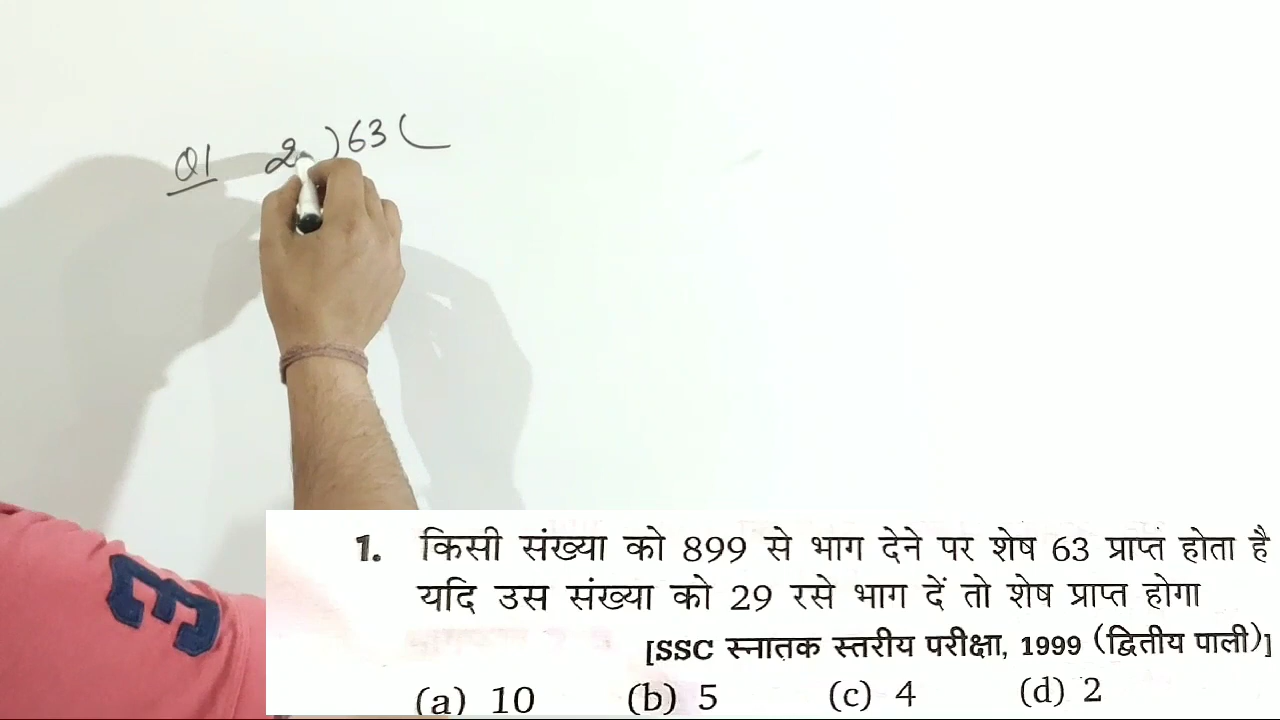 Q1 2 ) 63 (
3
1. किसी संख्या को 899 से भाग देने पर शेष 63 प्राप्त होता है
यदि उस संख्या को 29 रसे भाग दें तो शेष प्राप्त होगा
[SSC स्नातक स्तरीय परीक्षा, 1999 (द्वितीय पाली)]
(a) 10 (b) 5 (c) 4 (d) 2